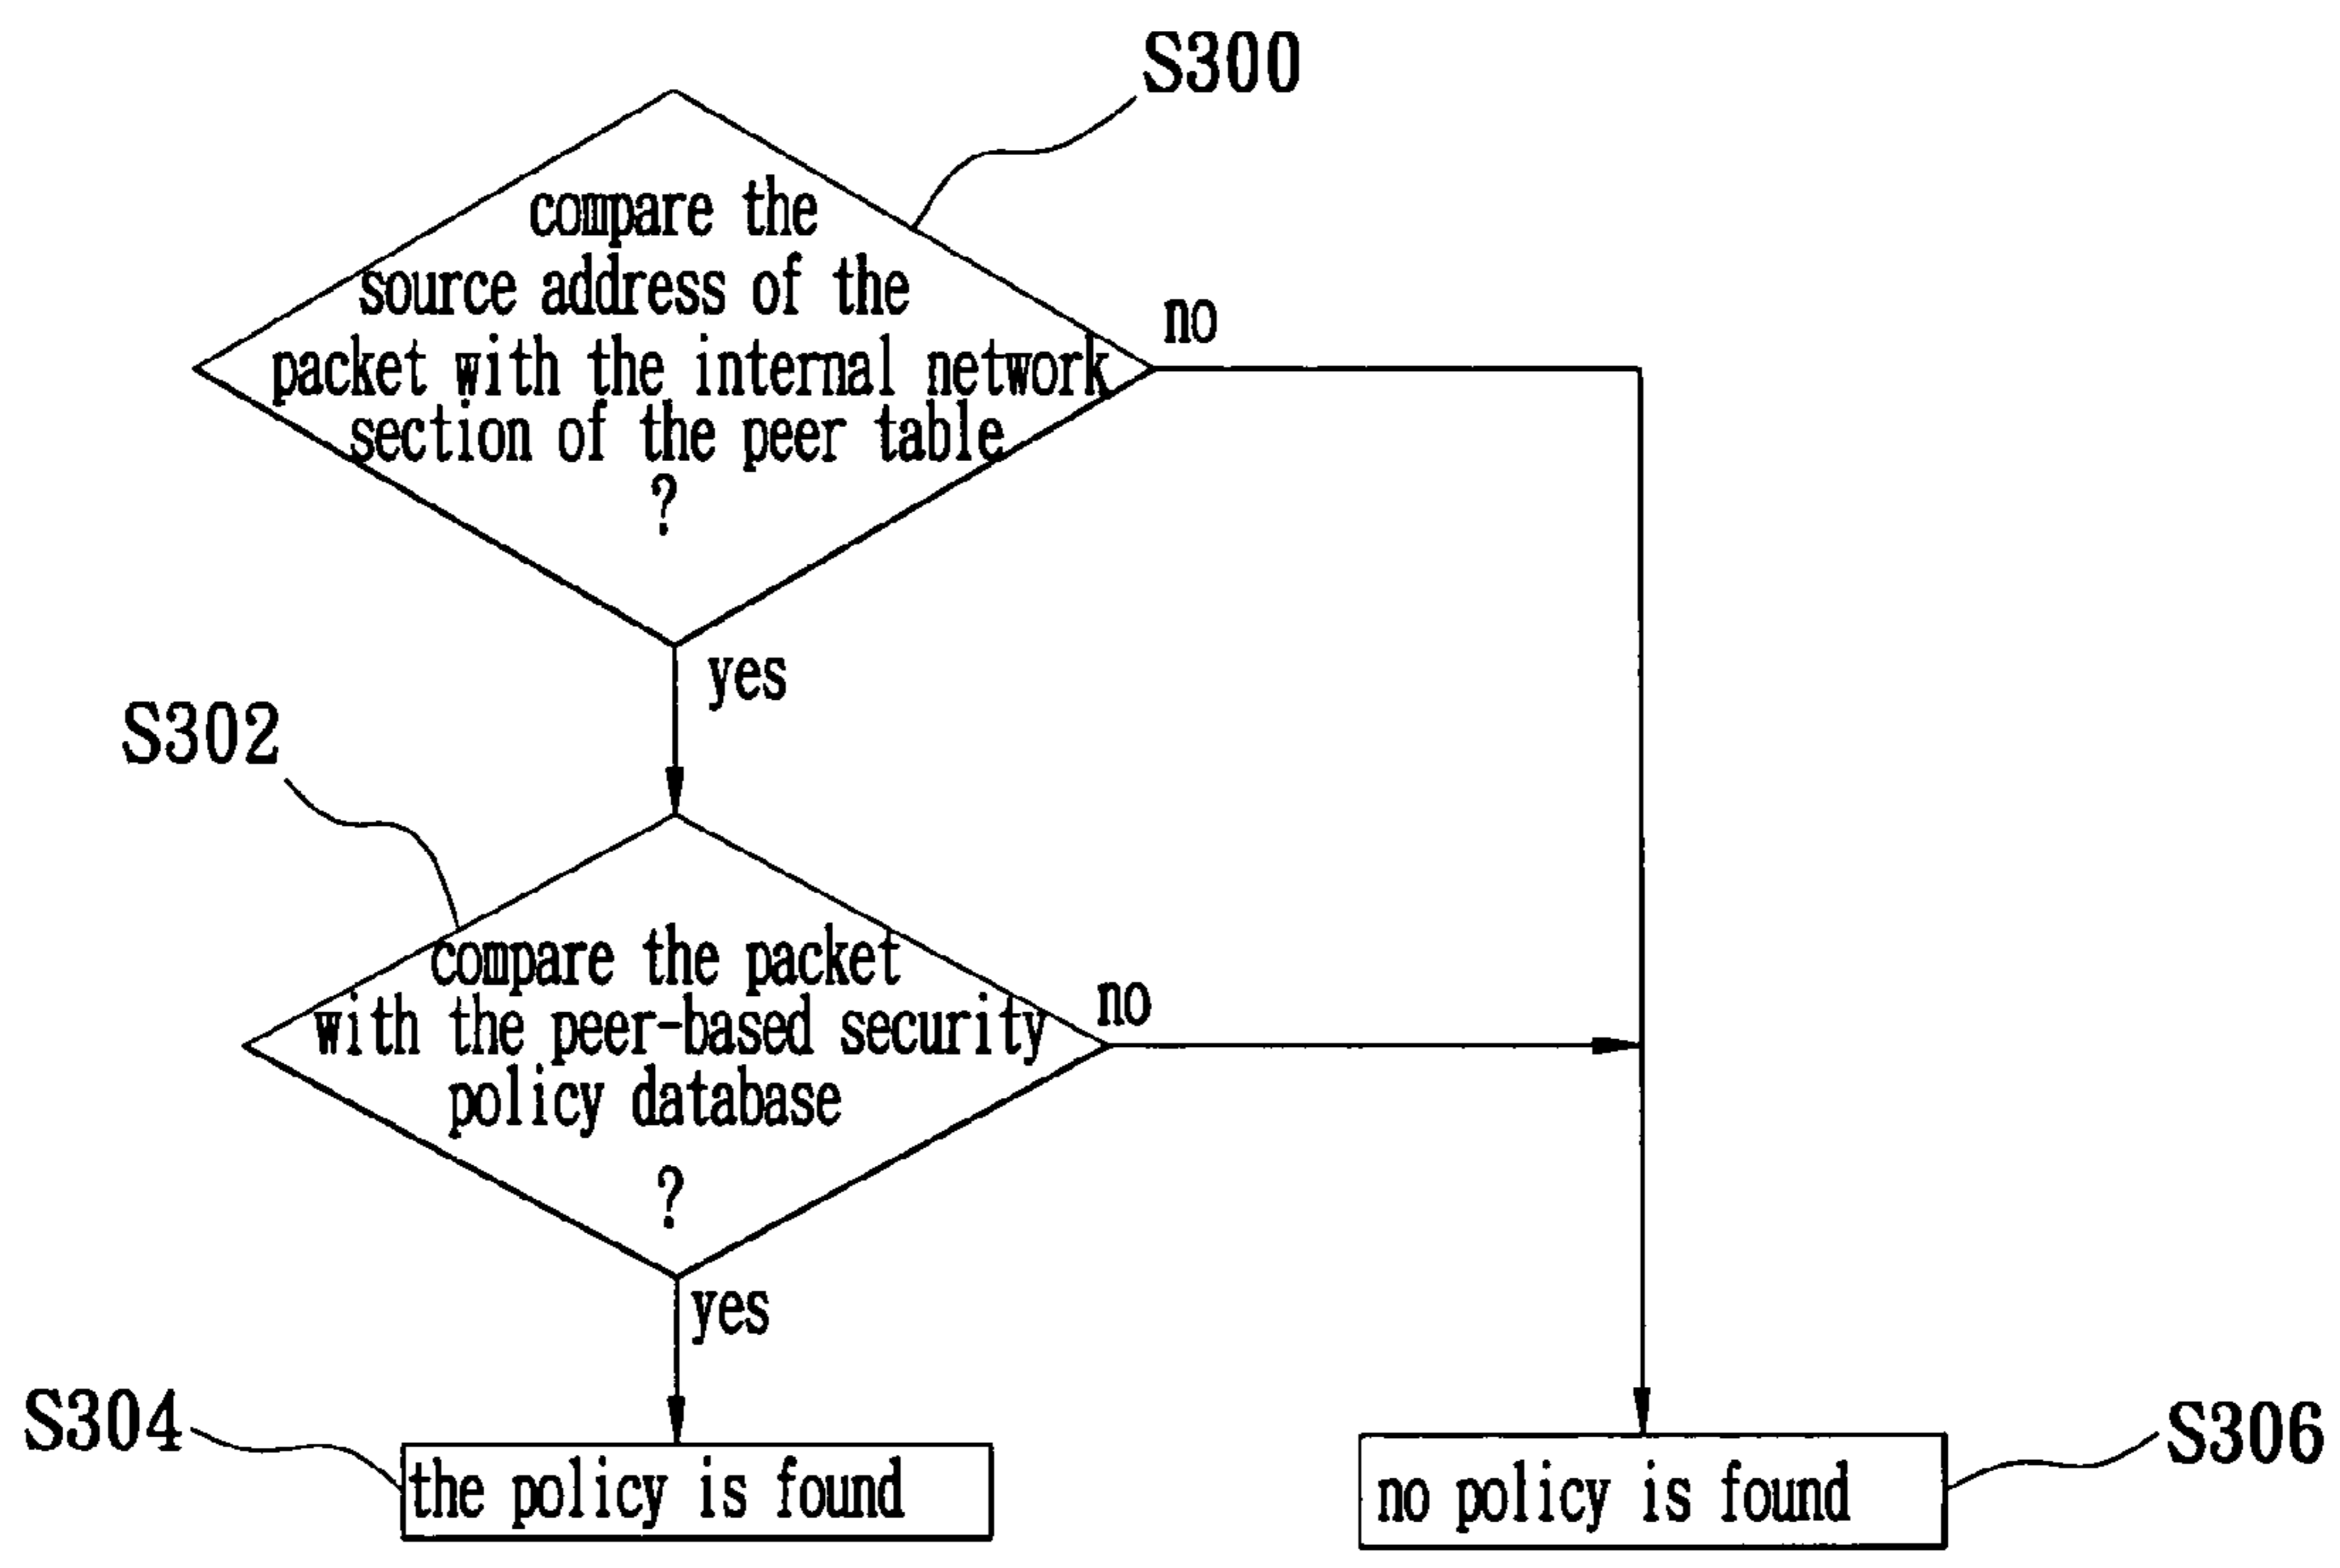 S300
compare the
source address of the
packet with the internal network
section of the peer table
?
no
yes
S302
compare the packet
with the peer-based security
policy database
?
no
yes
S304
the policy is found
no policy is found
S306